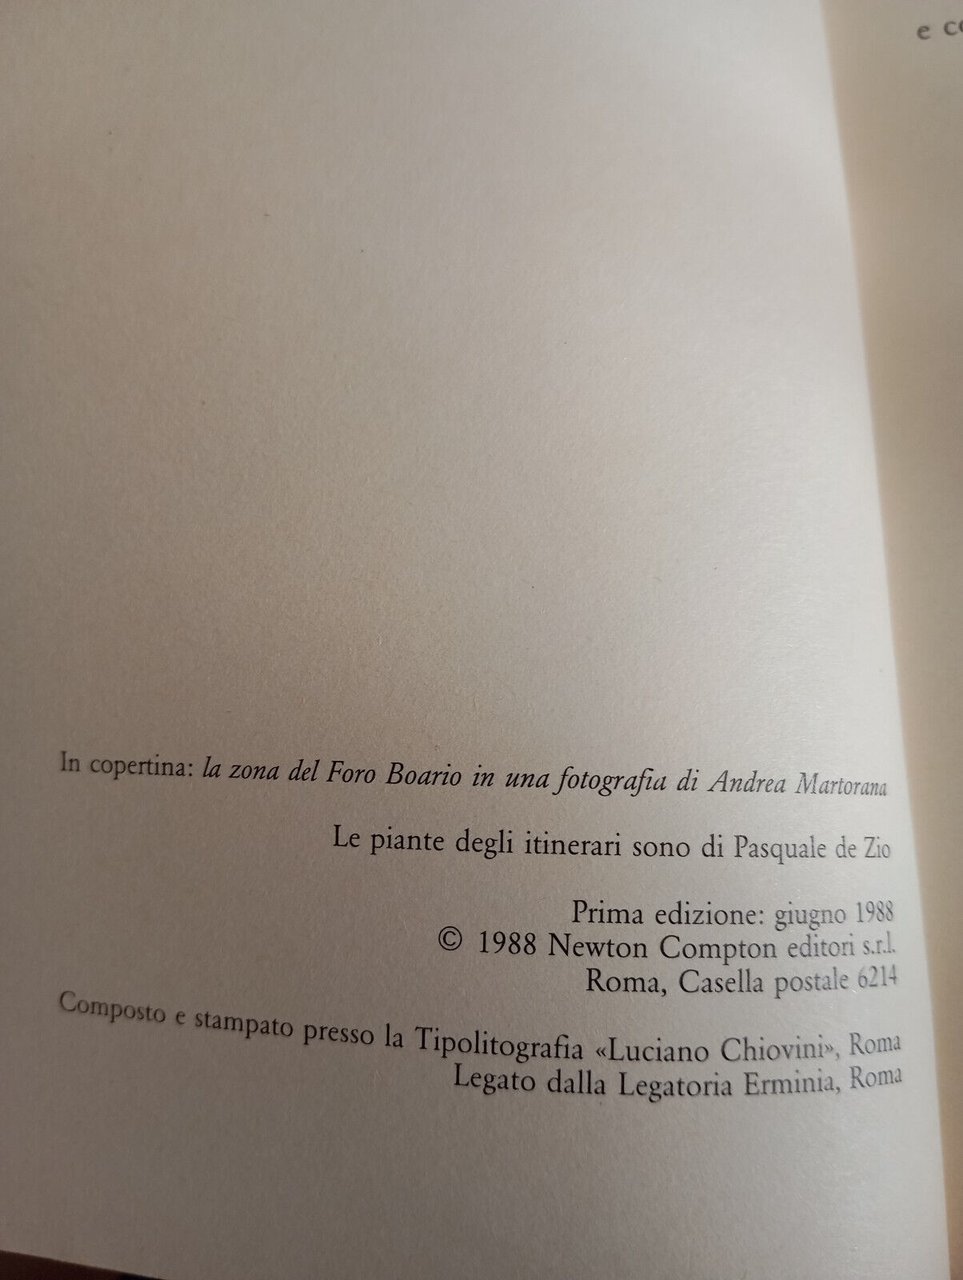 In copertina: la zona del Foro Boario in una fotografia di Andrea Martorana
Le piante degli itinerari sono di Pasquale de Zio
Prima edizione: giugno 1988
© 1988 Newton Compton editori s.r.l.
Roma, Casella postale 6214
Composto e stampato presso la Tipolitografia «Luciano Chiovini», Roma
Legato dalla Legatoria Erminia, Roma
e